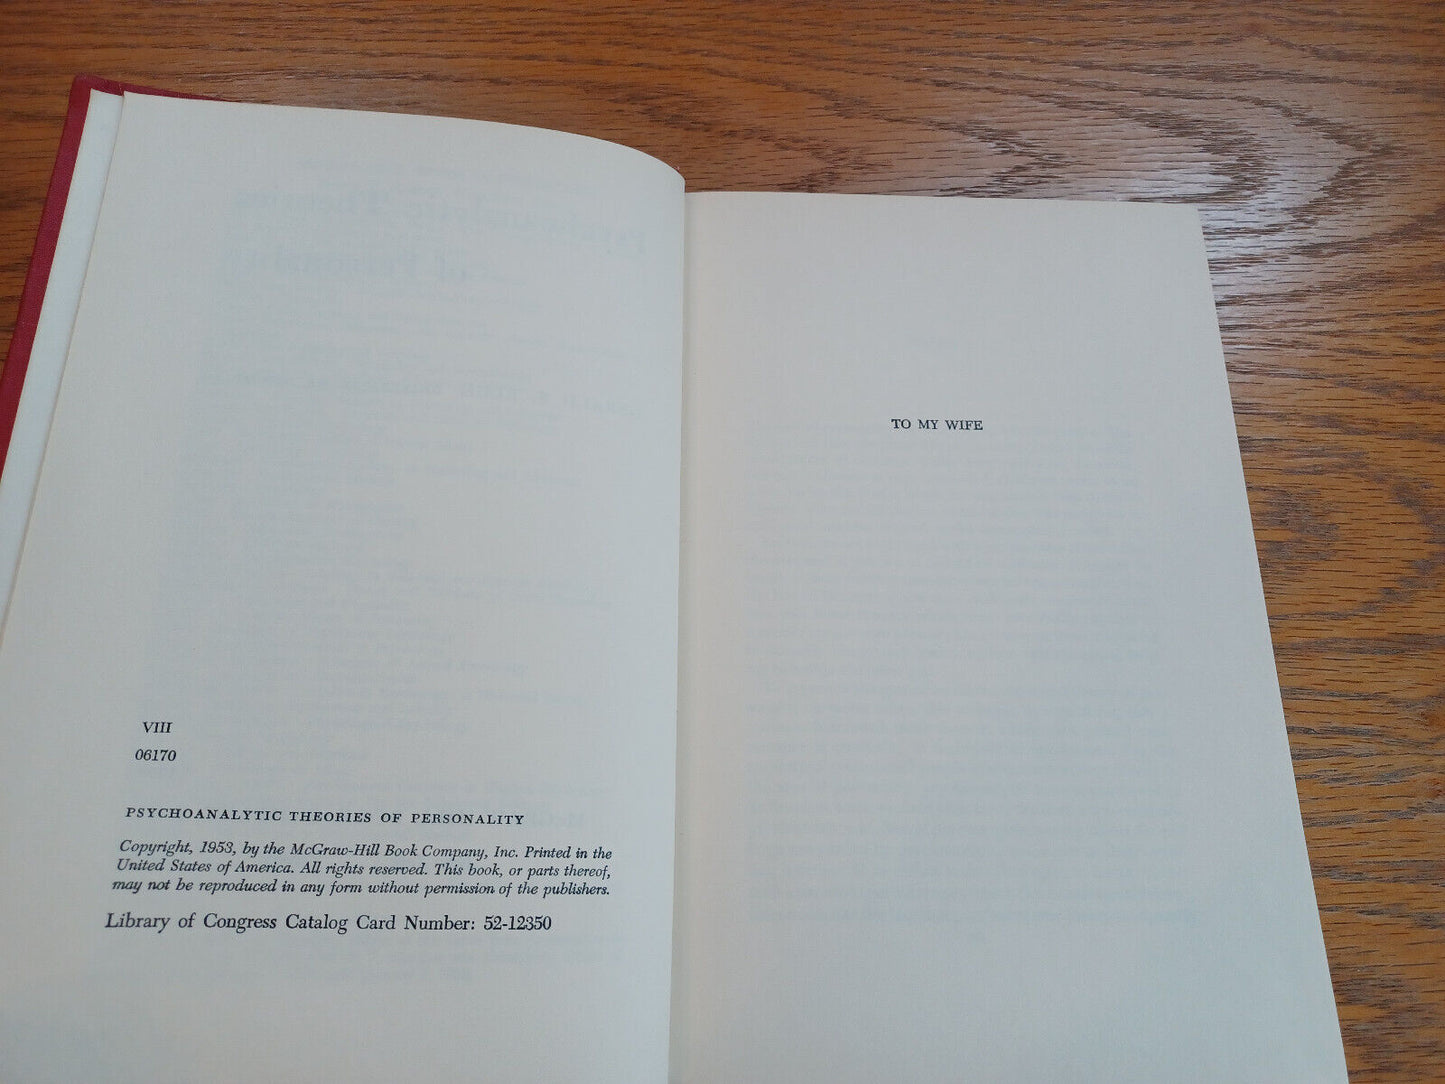 VIII
06170
PSYCHOANALYTIC THEORIES OF PERSONALITY
Copyright, 1953, by the McGraw-Hill Book Company, Inc. Printed in the
United States of America. All rights reserved. This book, or parts thereof,
may not be reproduced in any form without permission of the publishers.
Library of Congress Catalog Card Number: 52-12350
TO MY WIFE